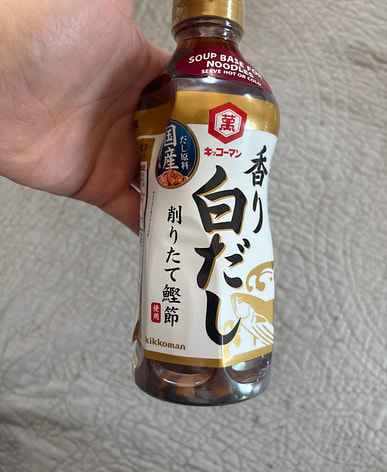 SOUP BASE FOR
NOODLES
SERVE HOT OR COLD
萬
キッコーマン
だし原料
国産
香り
白だし
削りたて鰹節
使用
kikkoman